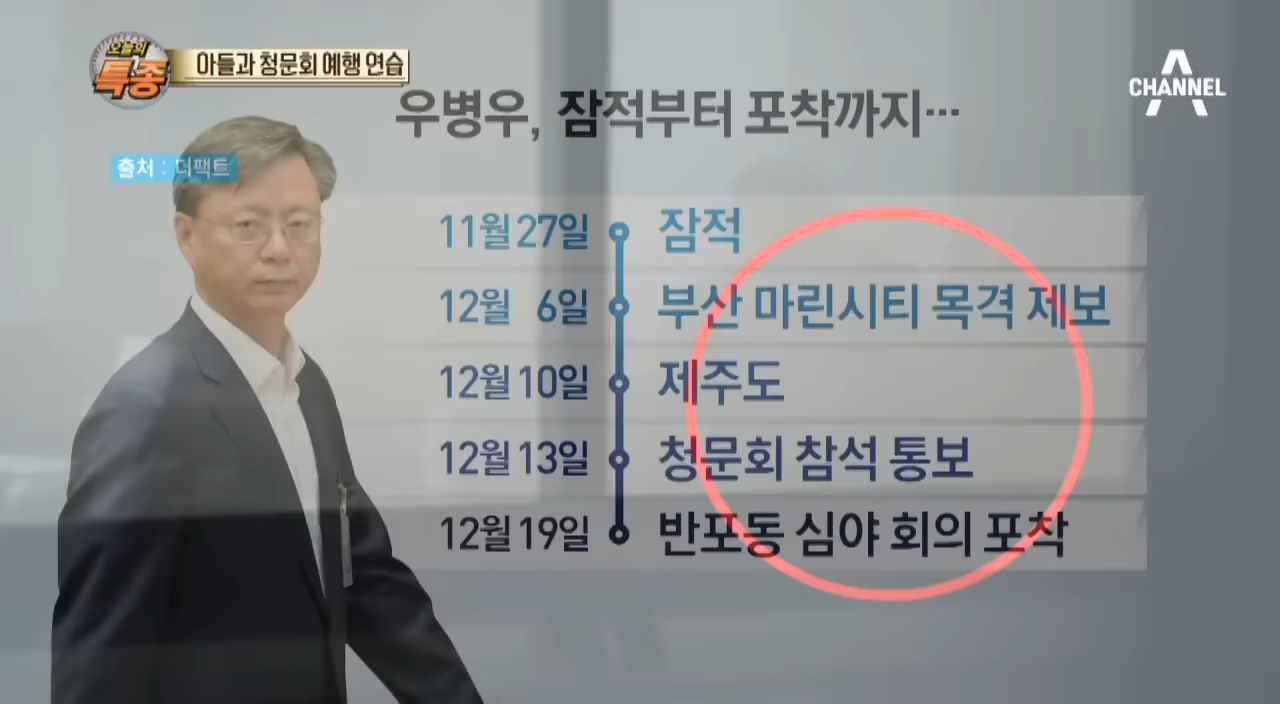 오늘의
특종
아들과 청문회 예행 연습
CHANNEL A
우병우, 잠적부터 포착까지…
출처 : 더팩트
11월 27일 잠적
12월 6일 부산 마린시티 목격 제보
12월 10일 제주도
12월 13일 청문회 참석 통보
12월 19일 반포동 심야 회의 포착